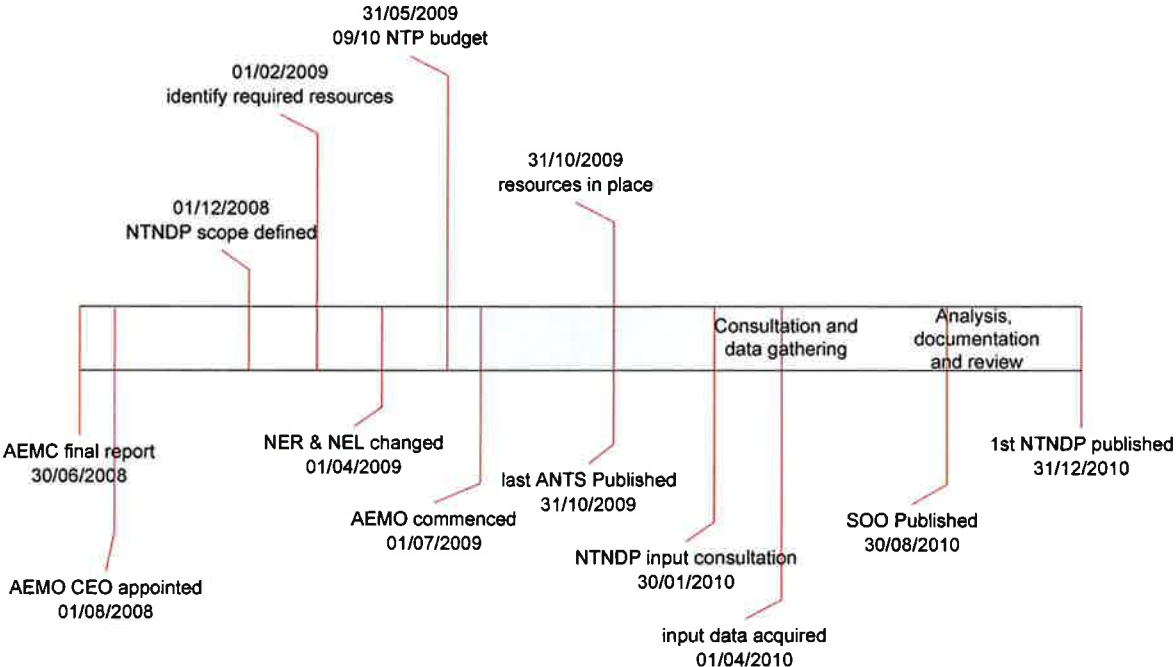 31/05/2009
09/10 NTP budget
01/02/2009
identify required resources
31/10/2009
resources in place
01/12/2008
NTNDP scope defined
Consultation and
data gathering
Analysis,
documentation
and review
AEMC final report
30/06/2008
NER & NEL changed
01/04/2009
1st NTNDP published
31/12/2010
last ANTS Published
31/10/2009
AEMO commenced
01/07/2009
SOO Published
30/08/2010
NTNDP input consultation
30/01/2010
AEMO CEO appointed
01/08/2008
input data acquired
01/04/2010